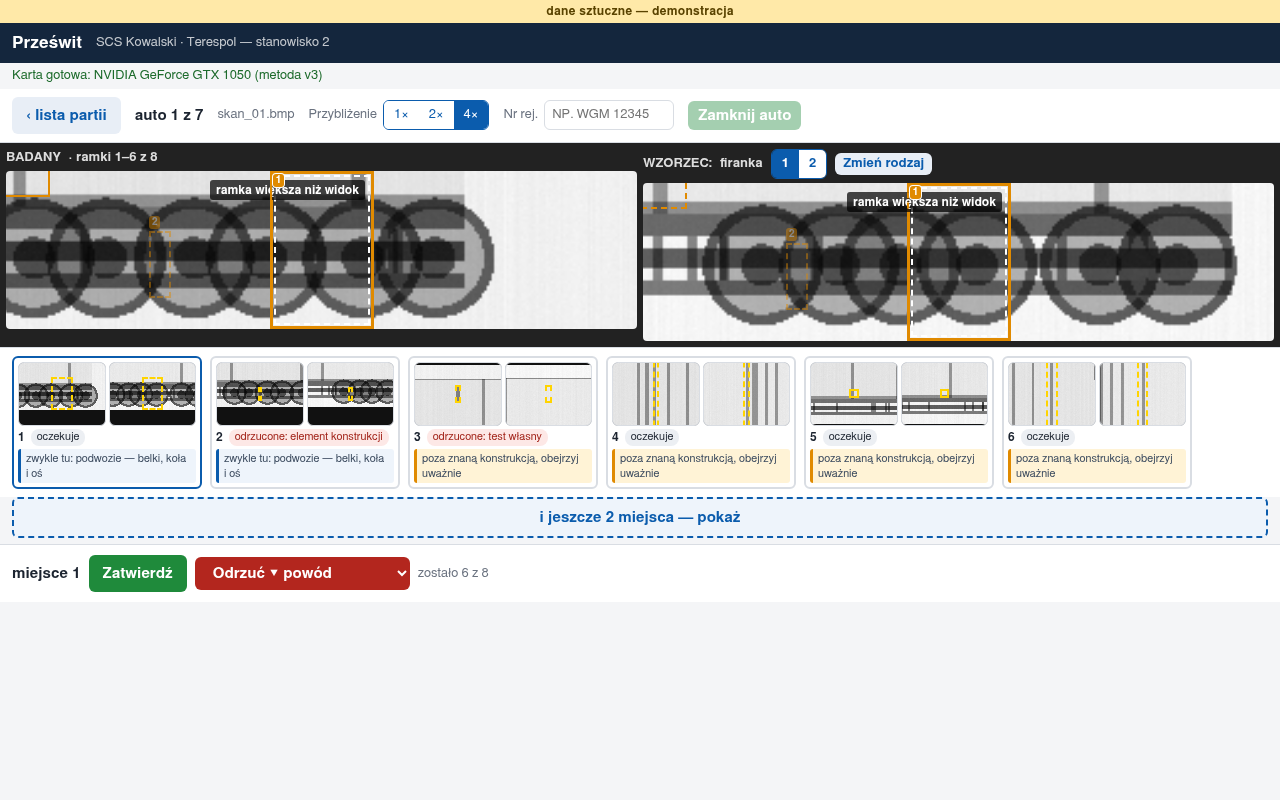 dane sztuczne — demonstracja
Prześwit SCS Kowalski · Terespol — stanowisko 2
Karta gotowa: NVIDIA GeForce GTX 1050 (metoda v3)
‹ lista partii auto 1 z 7 skan_01.bmp Przybliżenie 1× 2× 4× Nr rej. NP. WGM 12345 Zamknij auto
BADANY · ramki 1–6 z 8
WZORZEC: firanka 1 2 Zmień rodzaj
1 ramka większa niż widok
2
1 ramka większa niż widok
2
1 oczekuje
zwykle tu: podwozie — belki, koła
i oś
2 odrzucone: element konstrukcji
zwykle tu: podwozie — belki, koła
i oś
3 odrzucone: test własny
poza znaną konstrukcją, obejrzyj
uważnie
4 oczekuje
poza znaną konstrukcją, obejrzyj
uważnie
5 oczekuje
poza znaną konstrukcją, obejrzyj
uważnie
6 oczekuje
poza znaną konstrukcją, obejrzyj
uważnie
i jeszcze 2 miejsca — pokaż
miejsce 1 Zatwierdź Odrzuć ▾ powód zostało 6 z 8